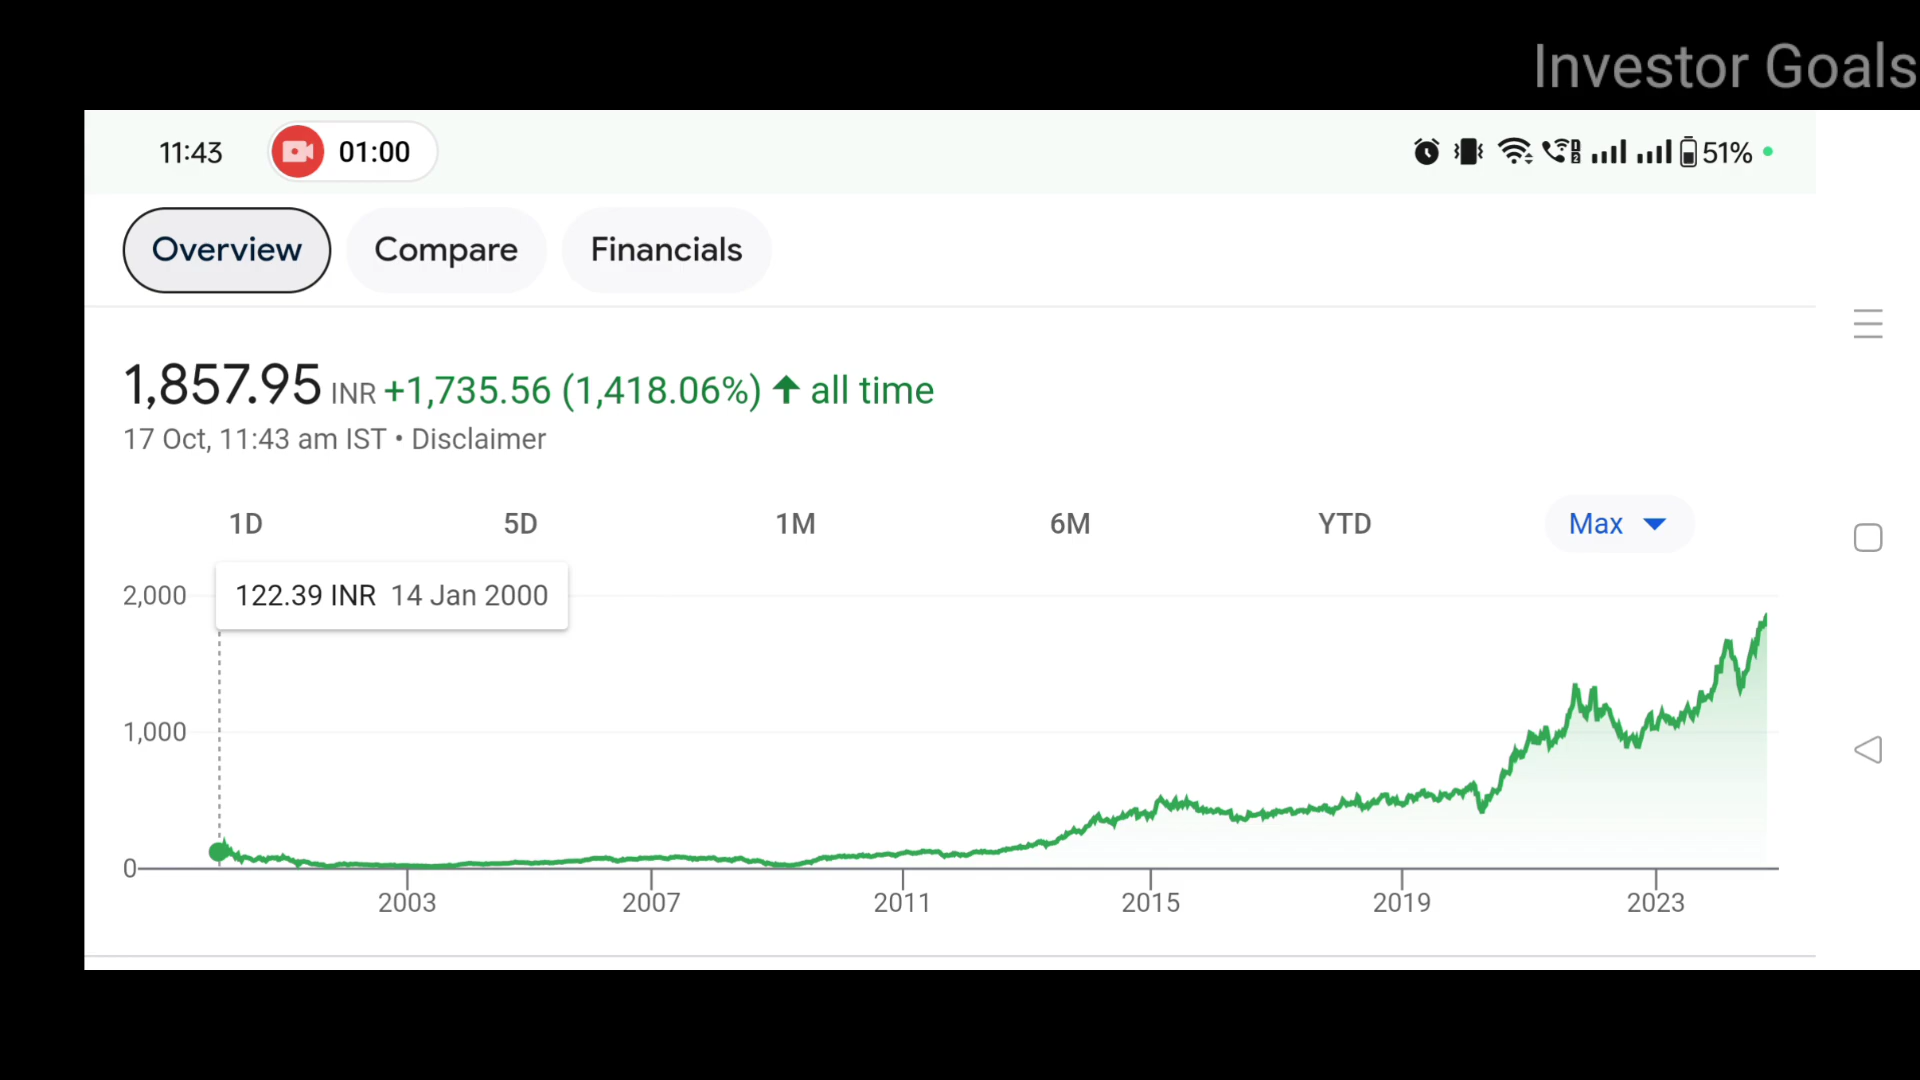 Investor Goals
11:43 01:00 51%
Overview Compare Financials
1,857.95 INR +1,735.56 (1,418.06%) ↑ all time
17 Oct, 11:43 am IST • Disclaimer
1D 5D 1M 6M YTD Max
122.39 INR 14 Jan 2000
2,000
1,000
0
2003 2007 2011 2015 2019 2023